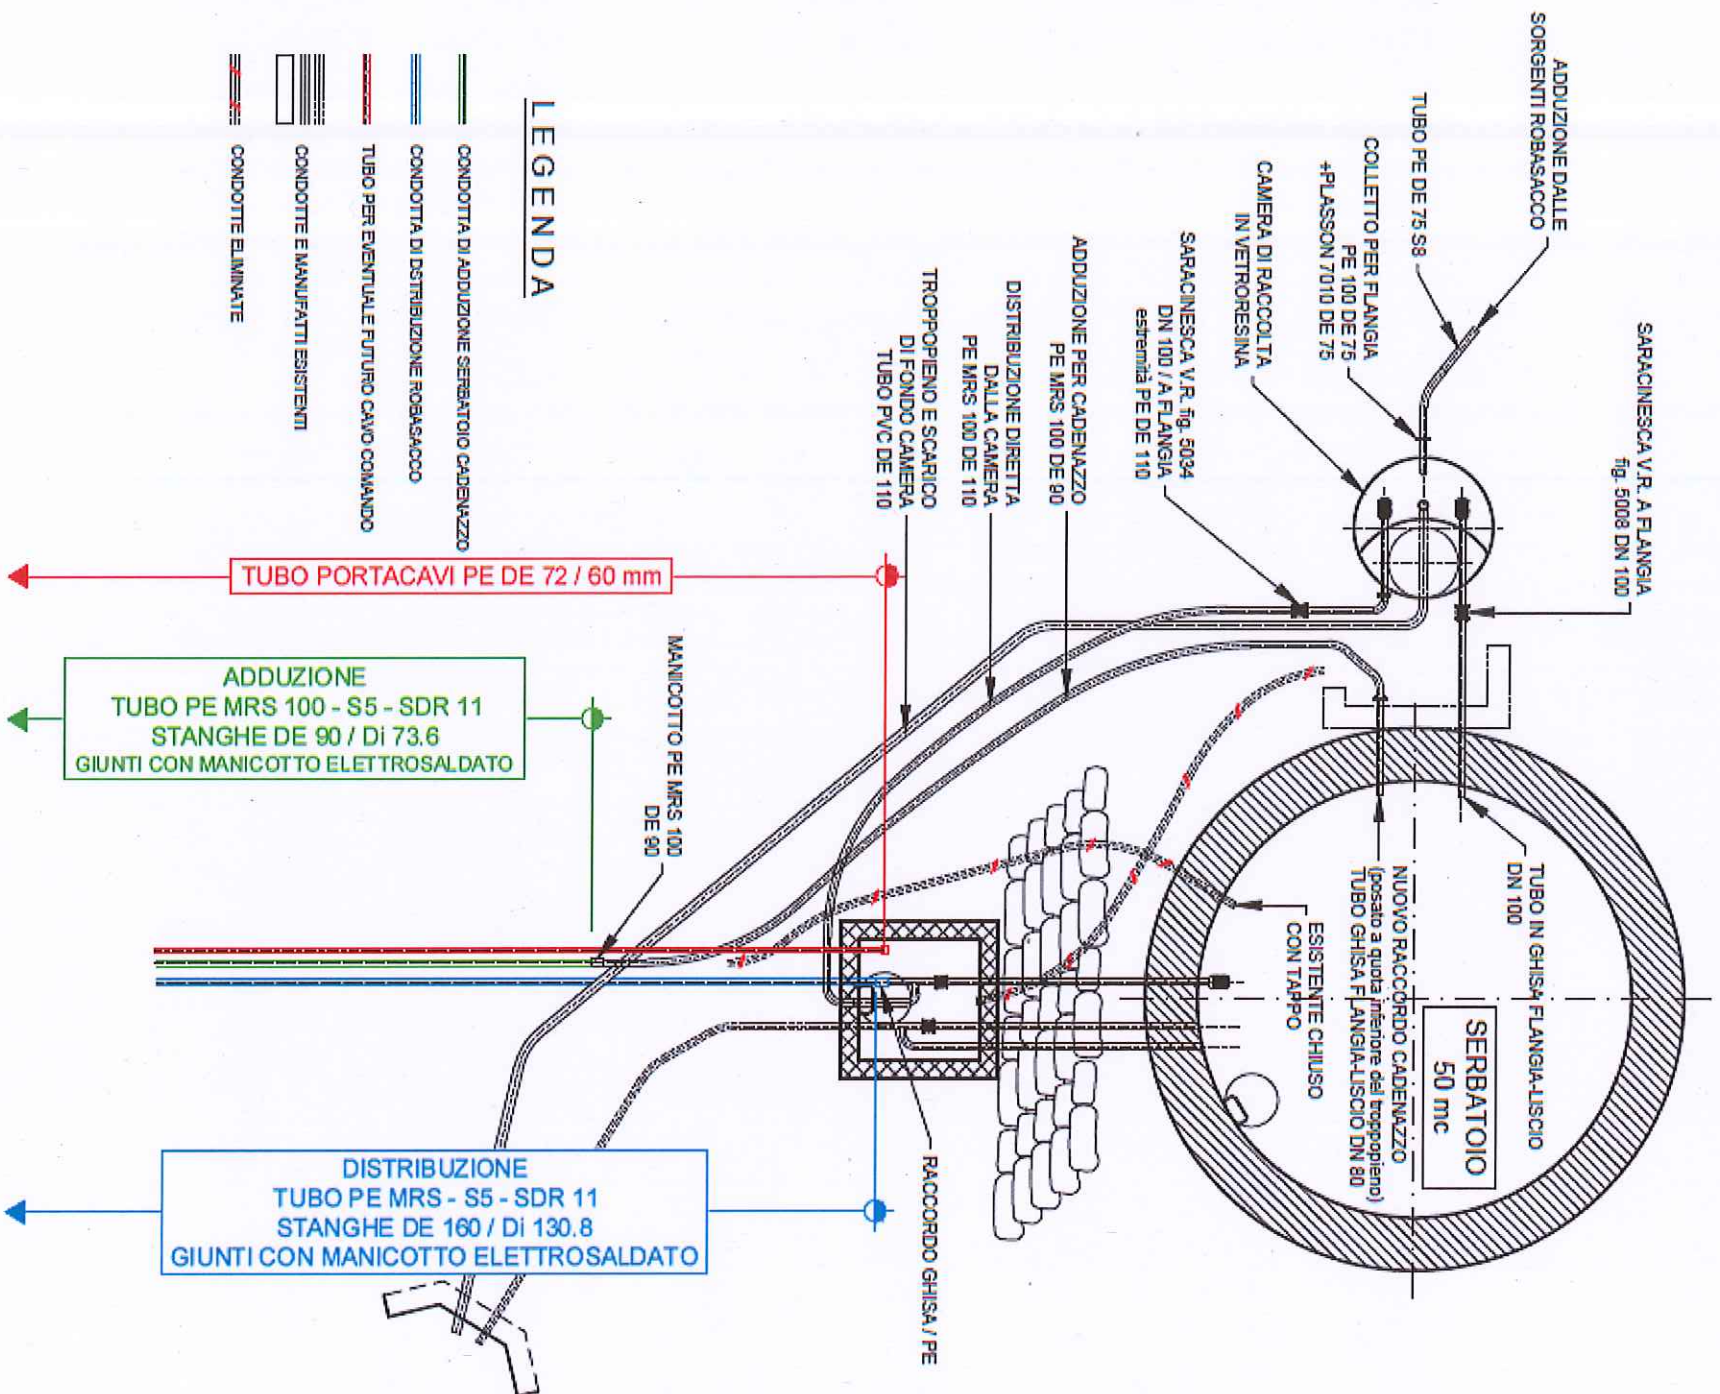 ADDUZIONE DALLE
SORGENTI ROBASACCO
TUBO PE DE 75 S8
COLLETTO PER FLANGIA
PE 100 DE 75
+PLASSON 7010 DE 75
CAMERA DI RACCOLTA
IN VETRORESINA
SARACINESCA V.R. fig. 5034
DN 100 / A FLANGIA
estremità PE DE 110
ADDUZIONE PER CADENAZZO
PE MRS 100 DE 90
DISTRIBUZIONE DIRETTA
DALLA CAMERA
PE MRS 100 DE 110
TROPPOPIENO E SCARICO
DI FONDO CAMERA
TUBO PVC DE 110
SARACINESCA V.R. A FLANGIA
fig. 5008 DN 100
TUBO IN GHISA FLANGIA-LISCIO
DN 100
NUOVO RACCORDO CADENAZZO
(posato a quota inferiore del troppopieno)
TUBO GHISA FLANGIA-LISCIO DN 80
SERBATOIO
50 mc
ESISTENTE CHIUSO
CON TAPPO
RACCORDO GHISA / PE
MANICOTTO PE MRS 100
DE 90
LEGENDA
CONDOTTA DI ADDUZIONE SERBATOIO CADENAZZO
CONDOTTA DI DSTRIBUZIONE ROBASACCO
TUBO PER EVENTUALE FUTURO CAVO COMANDO
CONDOTTE E MANUFATTI ESISTENTI
CONDOTTE ELIMINATE
TUBO PORTACAVI PE DE 72 / 60 mm
ADDUZIONE
TUBO PE MRS 100 - S5 - SDR 11
STANGHE DE 90 / Di 73.6
GIUNTI CON MANICOTTO ELETTROSALDATO
DISTRIBUZIONE
TUBO PE MRS - S5 - SDR 11
STANGHE DE 160 / Di 130.8
GIUNTI CON MANICOTTO ELETTROSALDATO